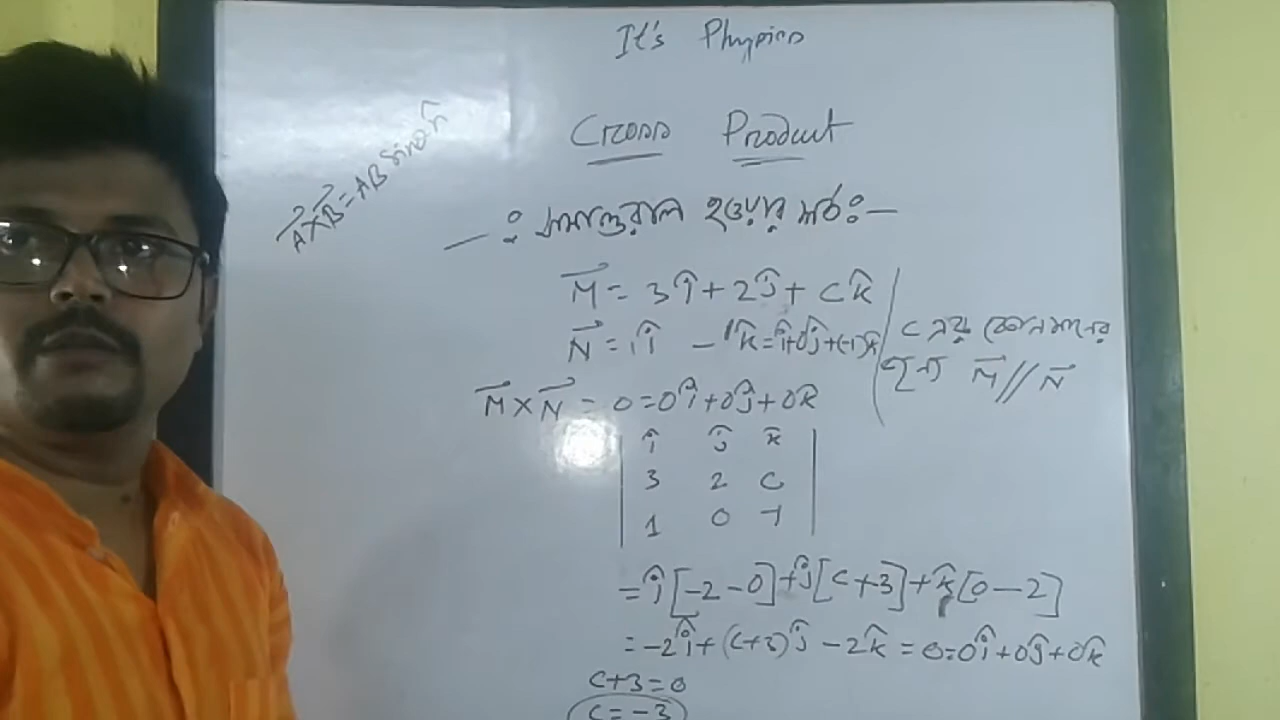 It's Physics
Cross Product
A⃗×B⃗ = AB sinθ n̂
—: সমান্তরাল হওয়ার শর্ত:—
M⃗ = 3î + 2ĵ + ck̂
N⃗ = 1î - 1k̂ = î+0ĵ+(-1)k̂
c এর কোন মানের
জন্য M⃗ // N⃗
M⃗ × N⃗ = 0 = 0î + 0ĵ + 0k̂
î ĵ k̂
3 2 c
1 0 -1
= î[-2-0] + ĵ[c+3] + k̂[0-2]
= -2î + (c+3)ĵ - 2k̂ = 0 = 0î + 0ĵ + 0k̂
c+3 = 0
c = -3